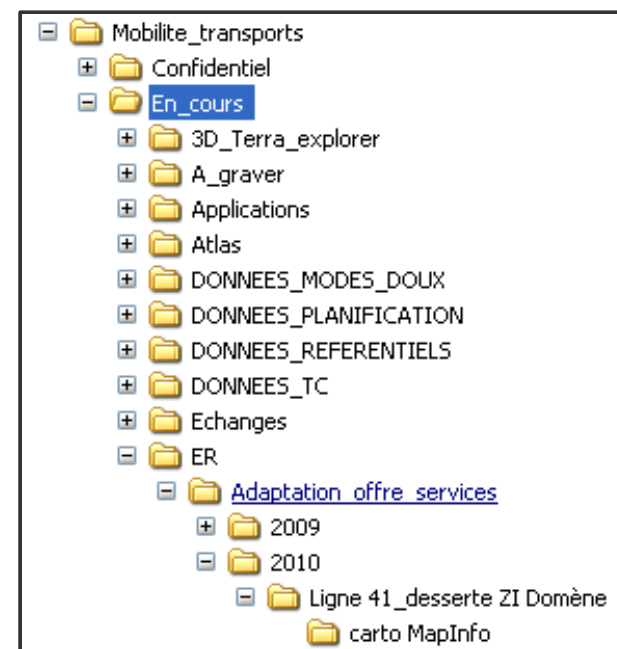 Mobilite_transports
Confidentiel
En_cours
3D_Terra_explorer
A_graver
Applications
Atlas
DONNEES_MODES_DOUX
DONNEES_PLANIFICATION
DONNEES_REFERENTIELS
DONNEES_TC
Echanges
ER
Adaptation_offre_services
2009
2010
Ligne 41_desserte ZI Domène
carto MapInfo